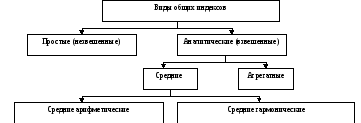 Виды общих индексов
Простые (невзвешенные)
Аналитические (взвешенные)
Средние
Агрегатные
Средние арифметические
Средние гармонические